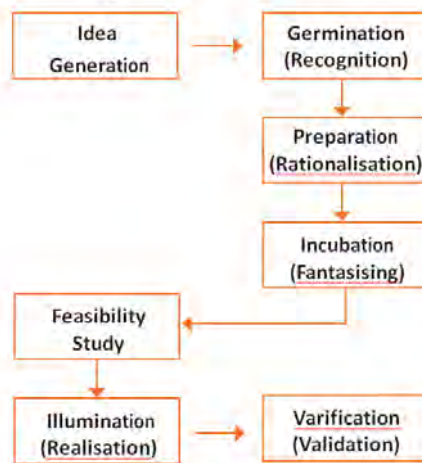 Idea
Generation
Germination
(Recognition)
Preparation
(Rationalisation)
Incubation
(Fantasising)
Feasibility
Study
Illumination
(Realisation)
Varification
(Validation)